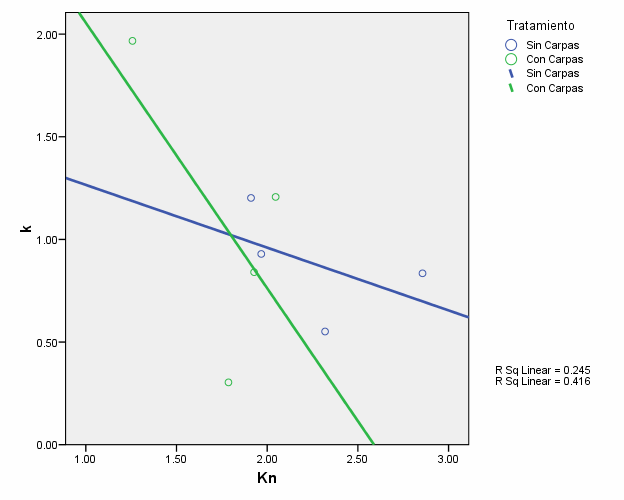 Tratamiento
Sin Carpas
Con Carpas
Sin Carpas
Con Carpas
2.00
1.50
1.00
0.50
0.00
k
1.00 1.50 2.00 2.50 3.00
Kn
R Sq Linear = 0.245
R Sq Linear = 0.416